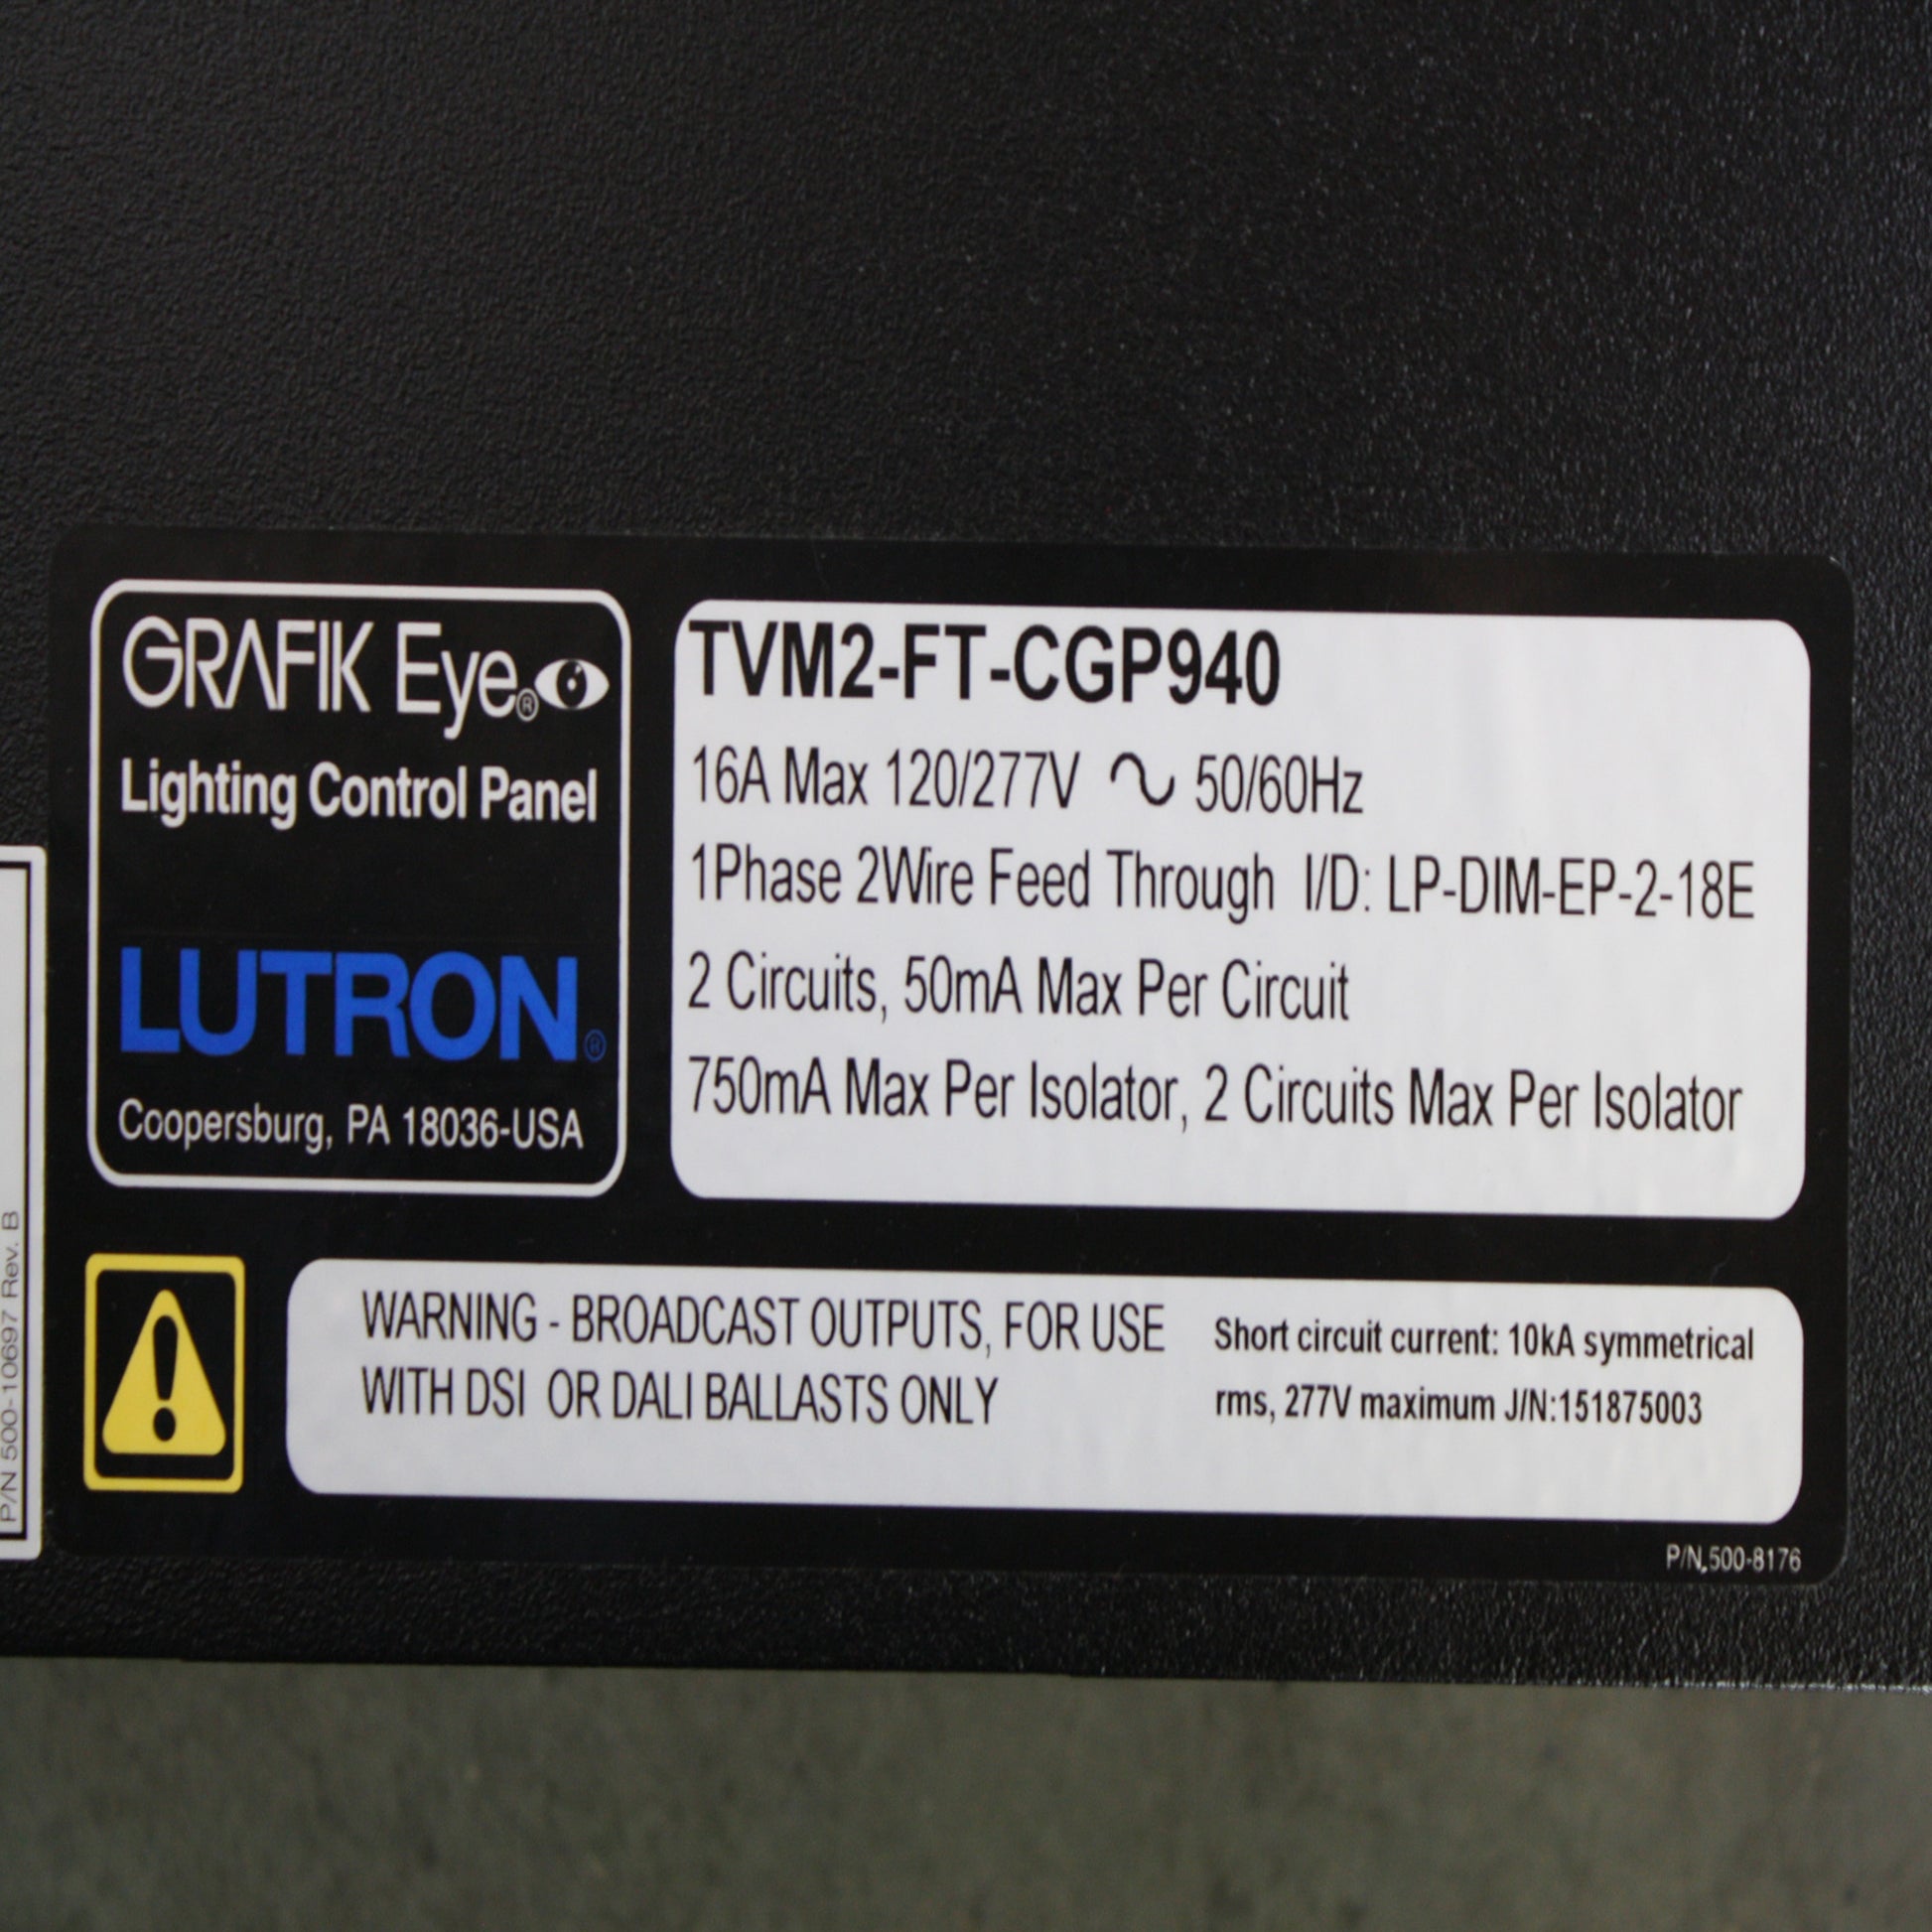 GRAFIK Eye®
Lighting Control Panel
LUTRON®
Coopersburg, PA 18036-USA
TVM2-FT-CGP940
16A Max 120/277V ∿ 50/60Hz
1Phase 2Wire Feed Through I/D: LP-DIM-EP-2-18E
2 Circuits, 50mA Max Per Circuit
750mA Max Per Isolator, 2 Circuits Max Per Isolator
WARNING - BROADCAST OUTPUTS, FOR USE
WITH DSI OR DALI BALLASTS ONLY
Short circuit current: 10kA symmetrical
rms, 277V maximum J/N:151875003
P/N 500-8176
P/N 500-10697 Rev. B